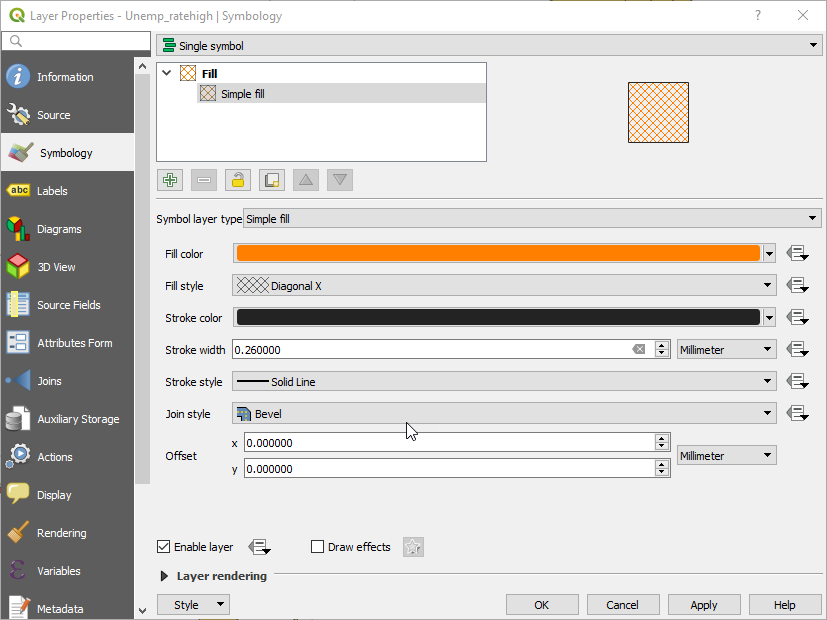 Layer Properties - Unemp_ratehigh | Symbology
?
Information
Source
Symbology
abc Labels
Diagrams
3D View
Source Fields
Attributes Form
Joins
Auxiliary Storage
Actions
Display
Rendering
Variables
Metadata
Single symbol
Fill
Simple fill
Symbol layer type Simple fill
Fill color
Fill style Diagonal X
Stroke color
Stroke width 0.260000 Millimeter
Stroke style Solid Line
Join style Bevel
Offset
x 0.000000
y 0.000000
Millimeter
Enable layer Draw effects
Layer rendering
Style OK Cancel Apply Help